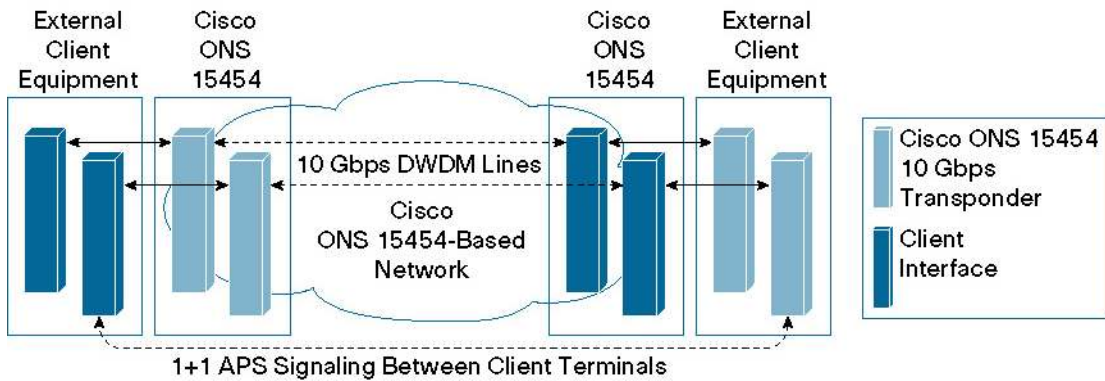 External
Client
Equipment
Cisco
ONS
15454
Cisco
ONS
15454
External
Client
Equipment
10 Gbps DWDM Lines
Cisco
ONS 15454-Based
Network
1+1 APS Signaling Between Client Terminals
Cisco ONS 15454
10 Gbps
Transponder
Client
Interface